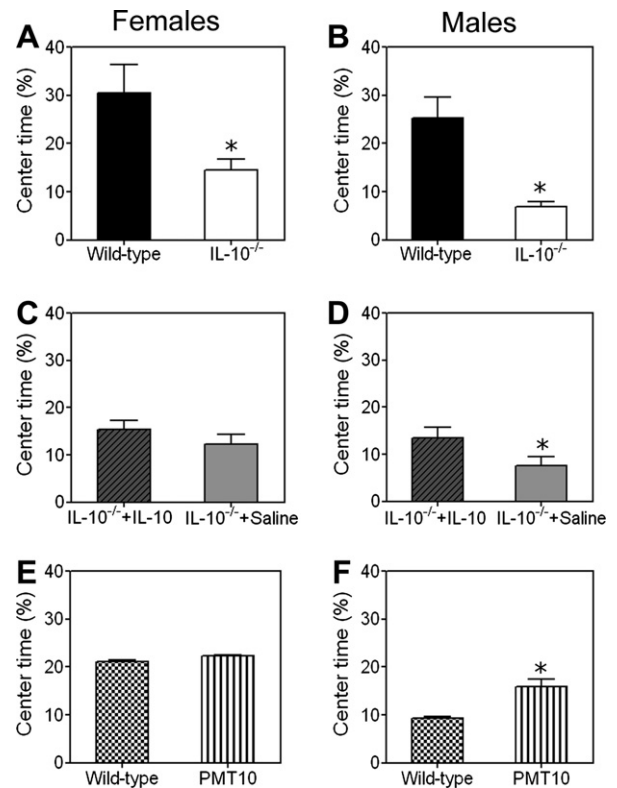 Females
Males
A
B
Center time (%)
40
30
20
10
0
*
Wild-type
IL-10⁻/⁻
Center time (%)
40
30
20
10
0
*
Wild-type
IL-10⁻/⁻
C
D
Center time (%)
40
30
20
10
0
IL-10⁻/⁻+IL-10
IL-10⁻/⁻+Saline
Center time (%)
40
30
20
10
0
*
IL-10⁻/⁻+IL-10
IL-10⁻/⁻+Saline
E
F
Center time (%)
40
30
20
10
0
Wild-type
PMT10
Center time (%)
40
30
20
10
0
*
Wild-type
PMT10